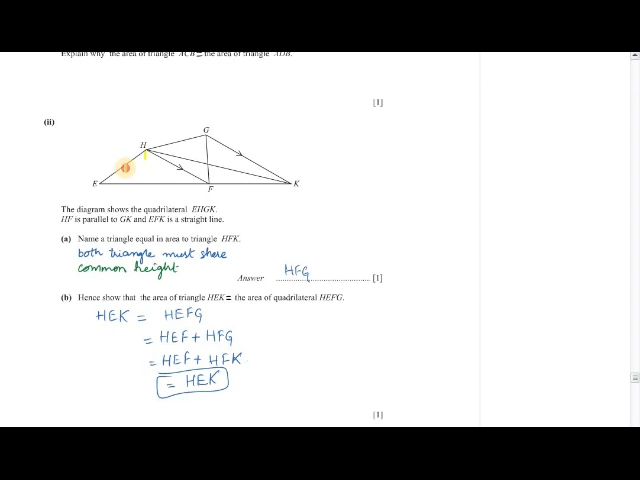 Explain why the area of triangle ACB = the area of triangle ADB.
[1]
(ii)
G
H
E
F
K
The diagram shows the quadrilateral EHGK.
HF is parallel to GK and EFK is a straight line.
(a) Name a triangle equal in area to triangle HFK.
both triangle must share
common height
Answer HFG [1]
(b) Hence show that the area of triangle HEK = the area of quadrilateral HEFG.
HEK = HEFG
= HEF + HFG
= HEF + HFK
= HEK
[1]